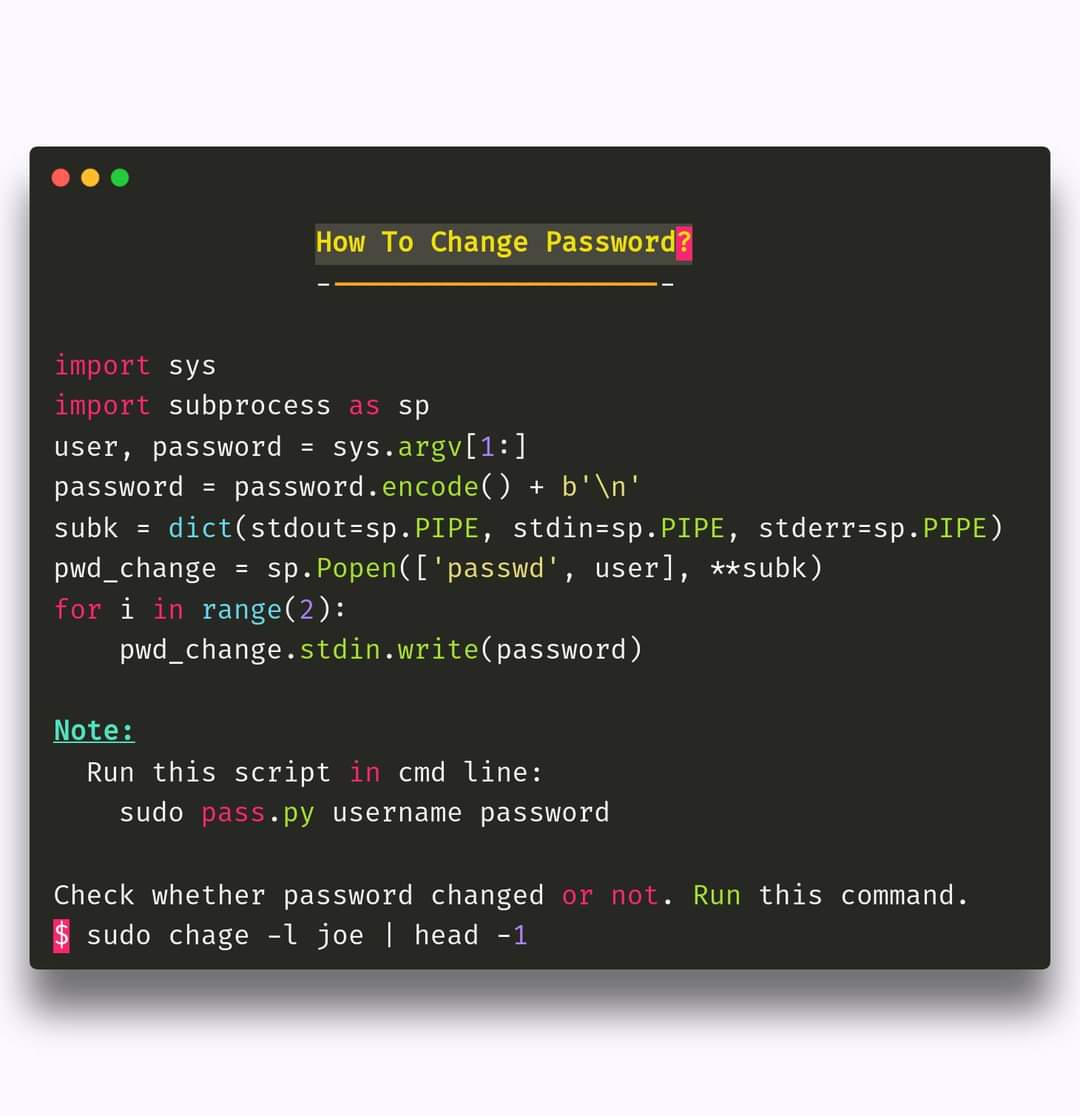 How To Change Password?
-————————————————————-
import sys
import subprocess as sp
user, password = sys.argv[1:]
password = password.encode() + b'\n'
subk = dict(stdout=sp.PIPE, stdin=sp.PIPE, stderr=sp.PIPE)
pwd_change = sp.Popen(['passwd', user], **subk)
for i in range(2):
    pwd_change.stdin.write(password)
Note:
  Run this script in cmd line:
    sudo pass.py username password
Check whether password changed or not. Run this command.
$ sudo chage -l joe | head -1